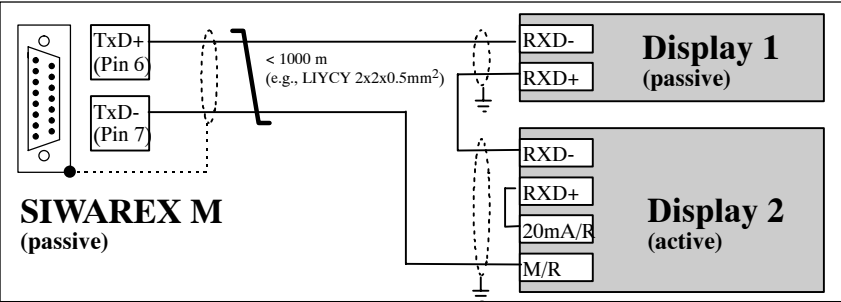 TxD+
(Pin 6)
TxD-
(Pin 7)
< 1000 m
(e.g., LIYCY 2x2x0.5mm²)
SIWAREX M
(passive)
RXD-
RXD+
Display 1
(passive)
RXD-
RXD+
20mA/R
M/R
Display 2
(active)